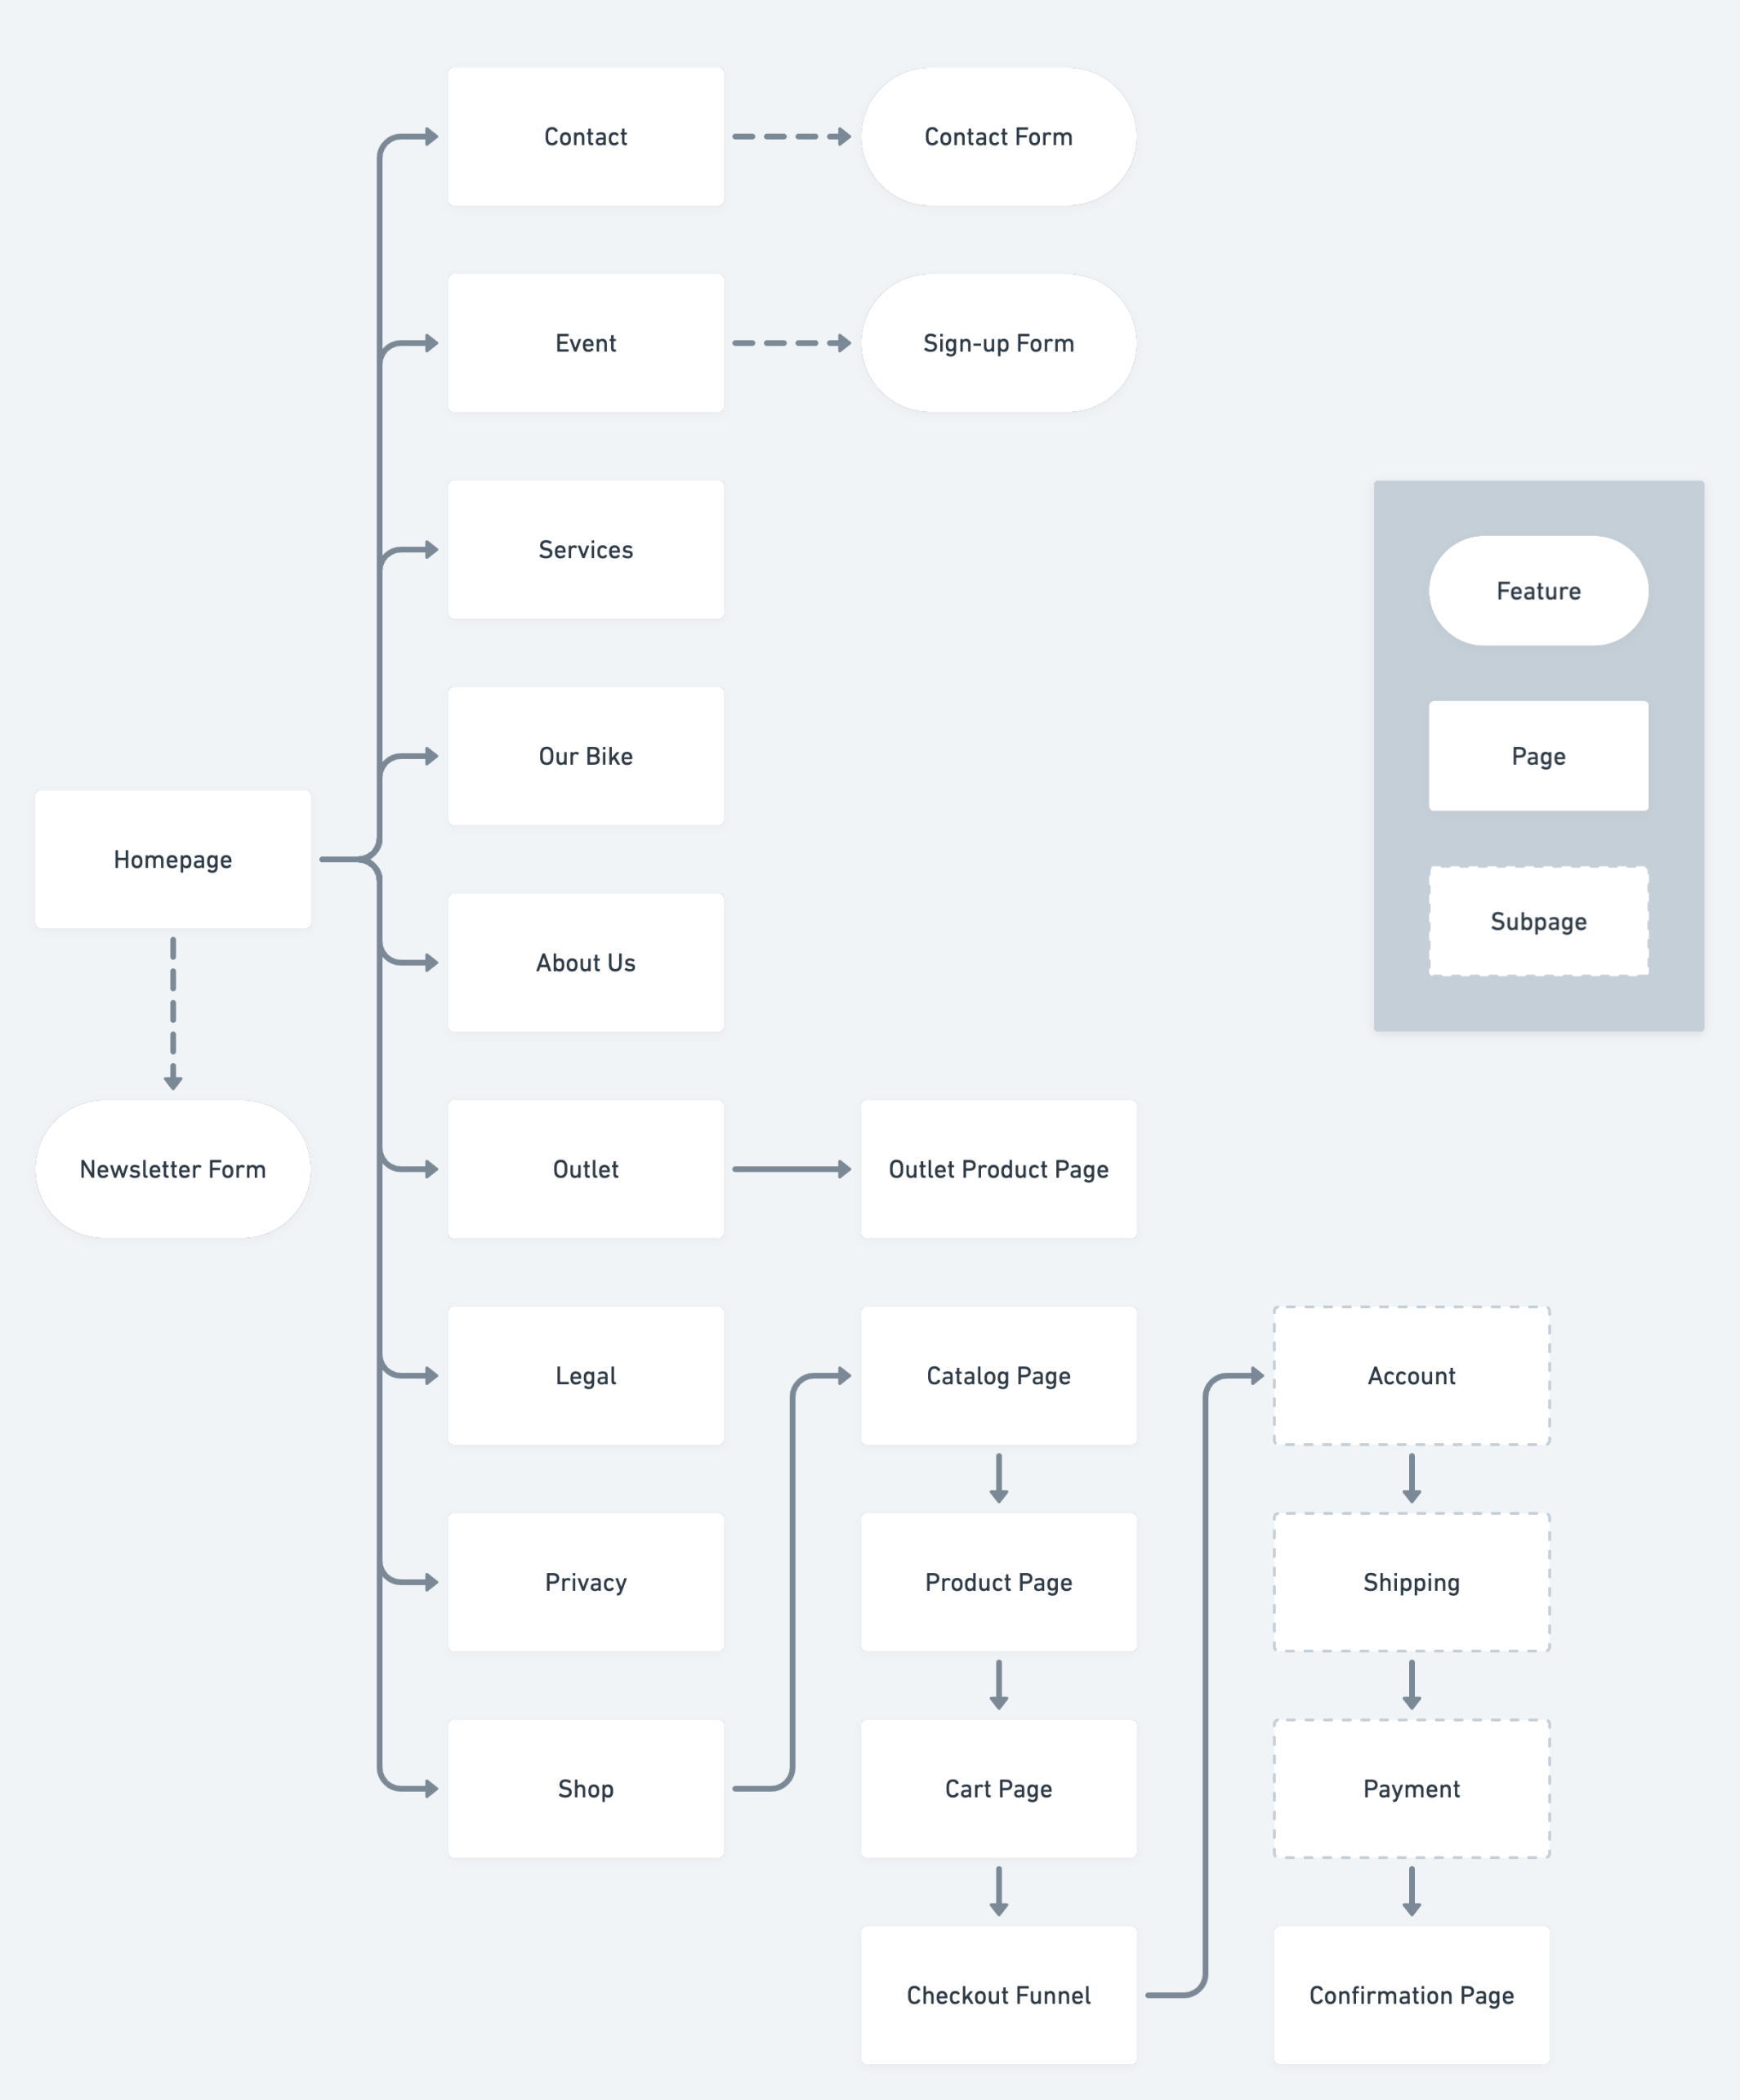 Contact
Contact Form
Event
Sign-up Form
Services
Our Bike
Homepage
About Us
Newsletter Form
Outlet
Outlet Product Page
Legal
Catalog Page
Account
Privacy
Product Page
Shipping
Shop
Cart Page
Payment
Checkout Funnel
Confirmation Page
Feature
Page
Subpage